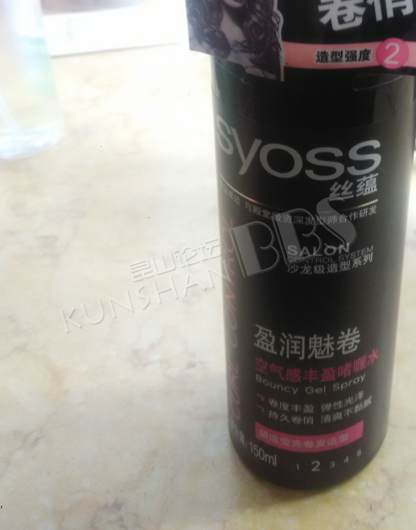 卷俏
造型强度 2
syoss
丝蕴
SALON
CONTROL SYSTEM
沙龙级造型系列
昆山论坛
KUNSHAN BBS
盈润魅卷
空气感丰盈啫喱水
Bouncy Gel Spray
卷度丰盈 弹性光泽
持久卷俏 清爽不黏腻
150ml
1 2 3 4 5